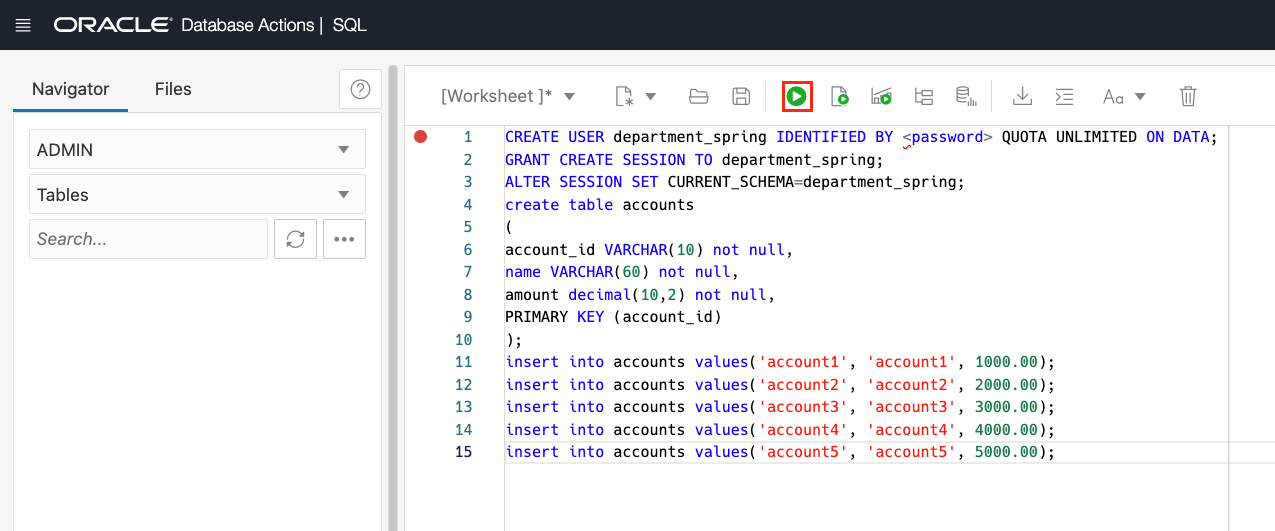 ORACLE Database Actions | SQL
Navigator Files
ADMIN
Tables
Search...
[Worksheet ]*
Aa
1 CREATE USER department_spring IDENTIFIED BY <password> QUOTA UNLIMITED ON DATA;
2 GRANT CREATE SESSION TO department_spring;
3 ALTER SESSION SET CURRENT_SCHEMA=department_spring;
4 create table accounts
5 (
6 account_id VARCHAR(10) not null,
7 name VARCHAR(60) not null,
8 amount decimal(10,2) not null,
9 PRIMARY KEY (account_id)
10 );
11 insert into accounts values('account1', 'account1', 1000.00);
12 insert into accounts values('account2', 'account2', 2000.00);
13 insert into accounts values('account3', 'account3', 3000.00);
14 insert into accounts values('account4', 'account4', 4000.00);
15 insert into accounts values('account5', 'account5', 5000.00);